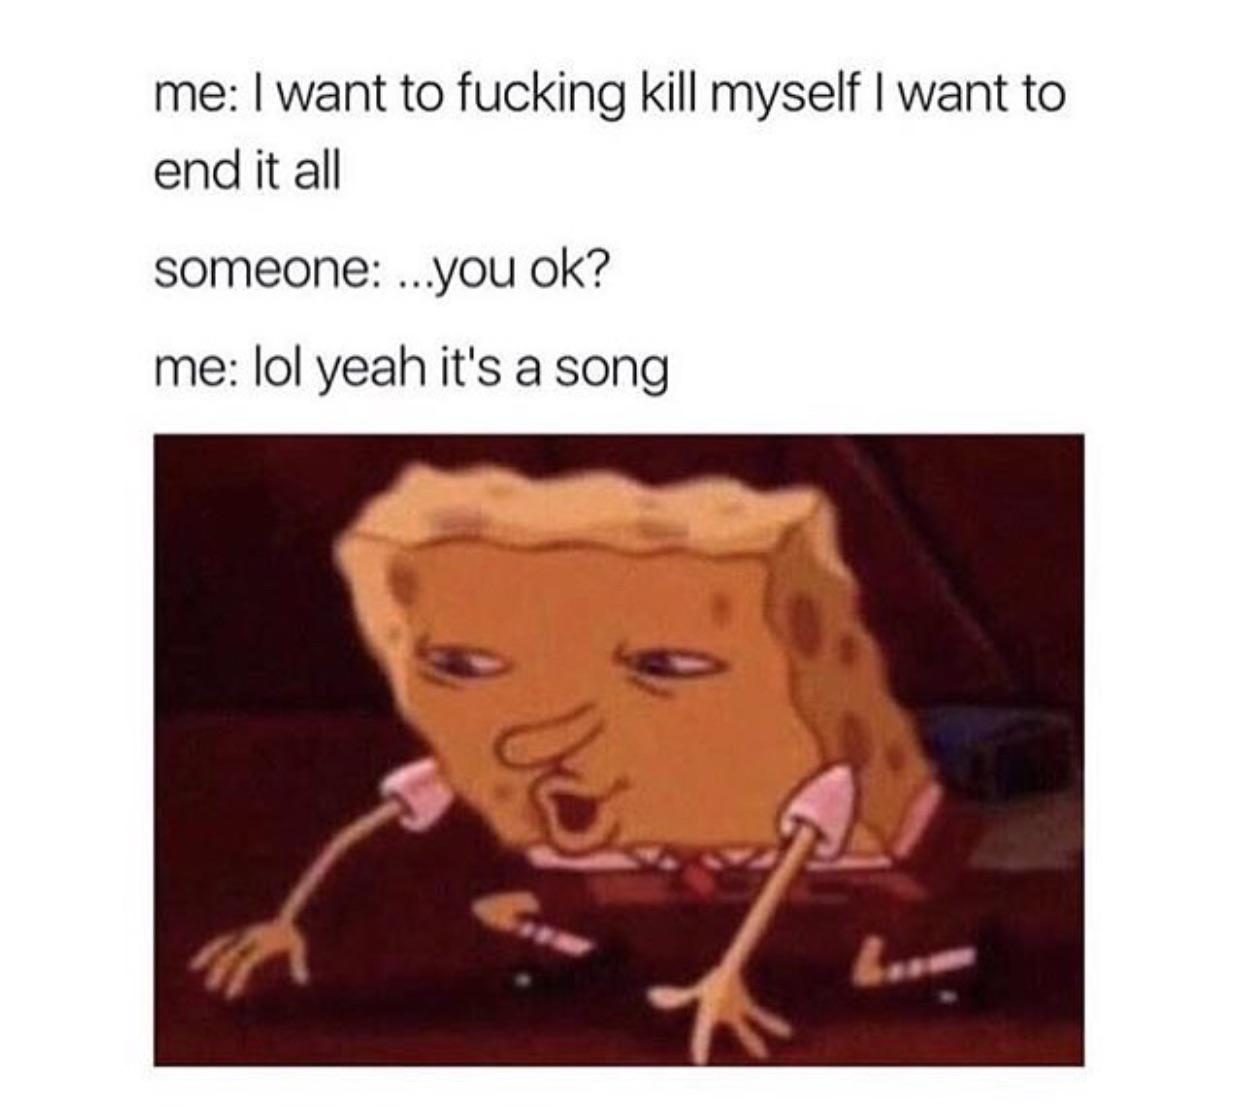 me: I want to fucking kill myself I want to
end it all
someone: ...you ok?
me: lol yeah it's a song